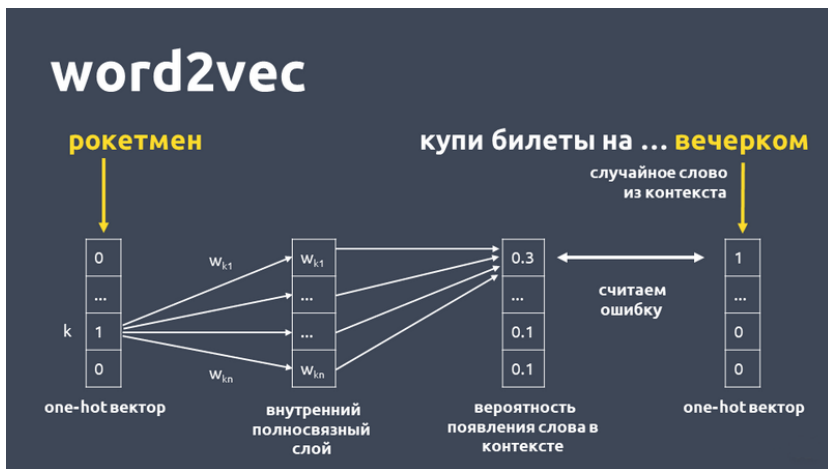 word2vec
рокетмен
купи билеты на ... вечерком
случайное слово
из контекста
0
...
k 1
0
w_k1
w_kn
w_k1
...
...
w_kn
0.3
...
0.1
0.1
считаем
ошибку
1
...
0
0
one-hot вектор
внутренний
полносвязный
слой
вероятность
появления слова в
контексте
one-hot вектор